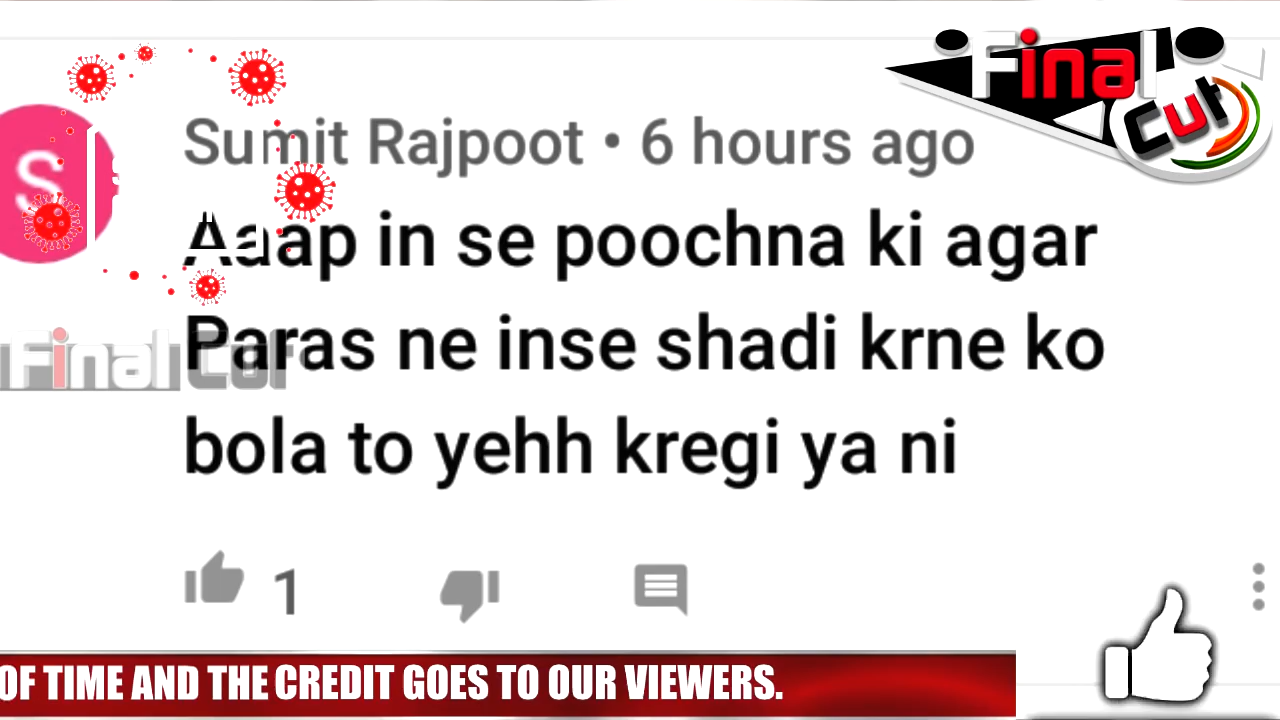 Final
Cut
S
Sumit Rajpoot • 6 hours ago
Aaap in se poochna ki agar
Paras ne inse shadi krne ko
Final Cut
bola to yehh kregi ya ni
1
OF TIME AND THE CREDIT GOES TO OUR VIEWERS.